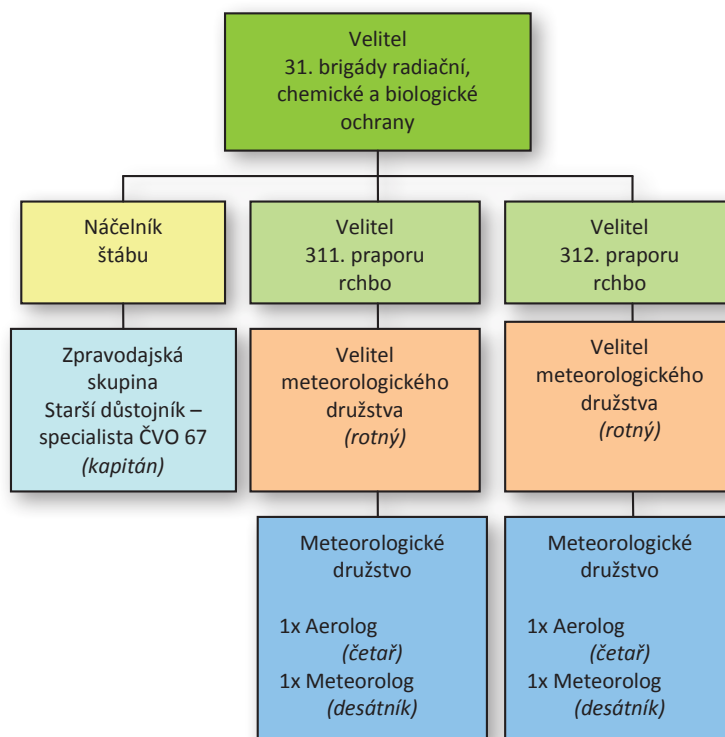 Velitel
31. brigády radiační,
chemické a biologické
ochrany
Náčelník
štábu
Velitel
311. praporu
rchbo
Velitel
312. praporu
rchbo
Zpravodajská
skupina
Starší důstojník –
specialista ČVO 67
(kapitán)
Velitel
meteorologického
družstva
(rotný)
Velitel
meteorologického
družstva
(rotný)
Meteorologické
družstvo
1x Aerolog
(četař)
1x Meteorolog
(desátník)
Meteorologické
družstvo
1x Aerolog
(četař)
1x Meteorolog
(desátník)